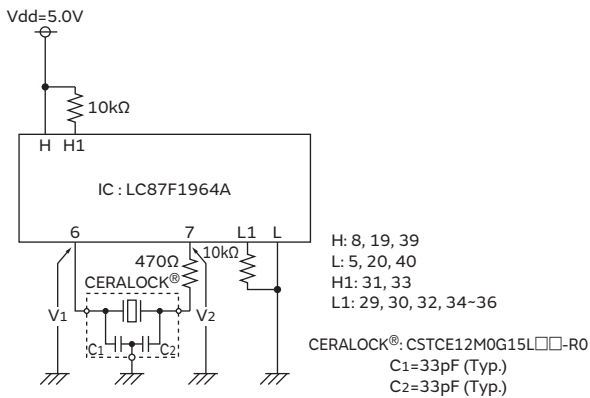 Vdd=5.0V
10kΩ
H H1
IC : LC87F1964A
6 7 L1 L
470Ω 10kΩ
CERALOCK®
V1 V2
C1 C2
H: 8, 19, 39
L: 5, 20, 40
H1: 31, 33
L1: 29, 30, 32, 34~36
CERALOCK®: CSTCE12M0G15L□□-R0
C1=33pF (Typ.)
C2=33pF (Typ.)